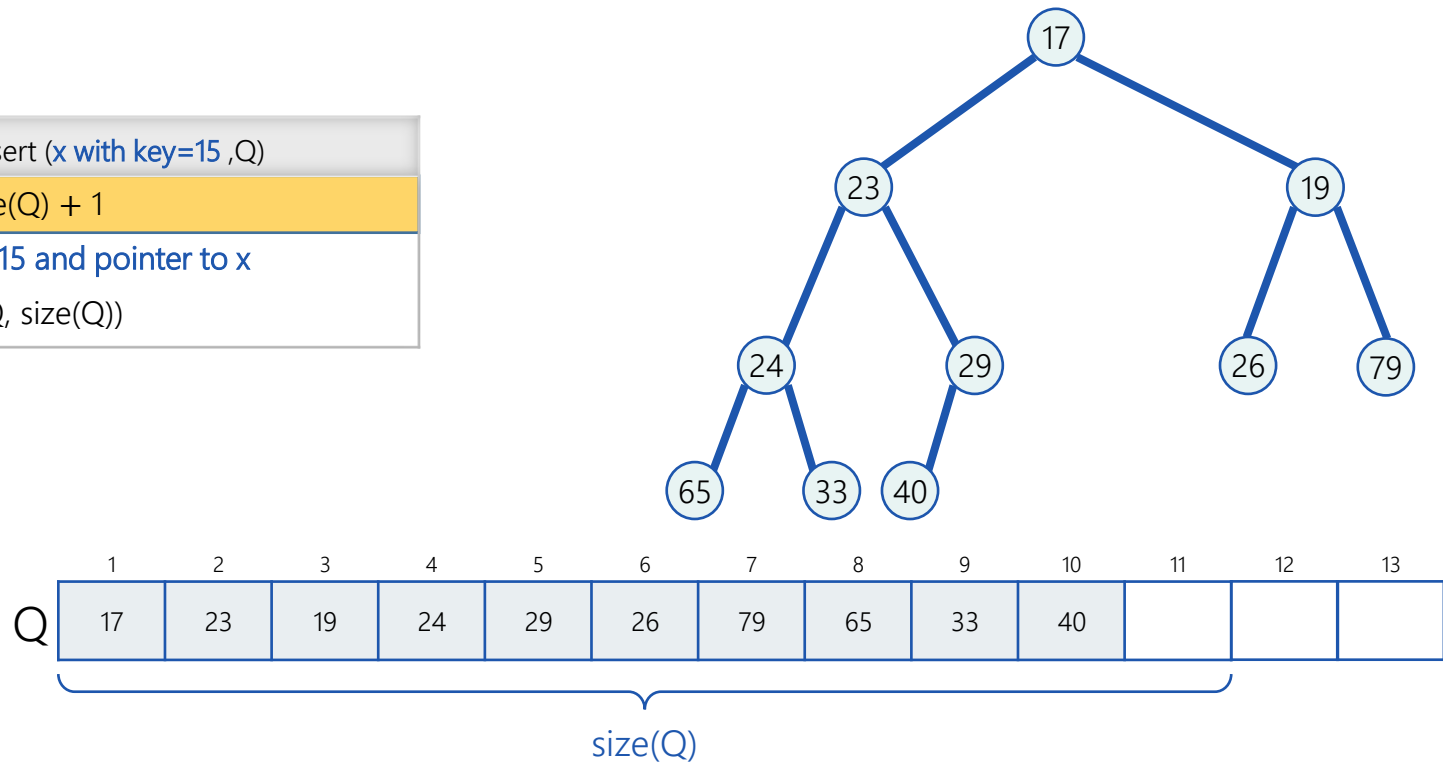 sert (x with key=15 ,Q)
e(Q) + 1
15 and pointer to x
, size(Q))
17
23 19
24 29 26 79
65 33 40
1 2 3 4 5 6 7 8 9 10 11 12 13
Q 17 23 19 24 29 26 79 65 33 40
size(Q)